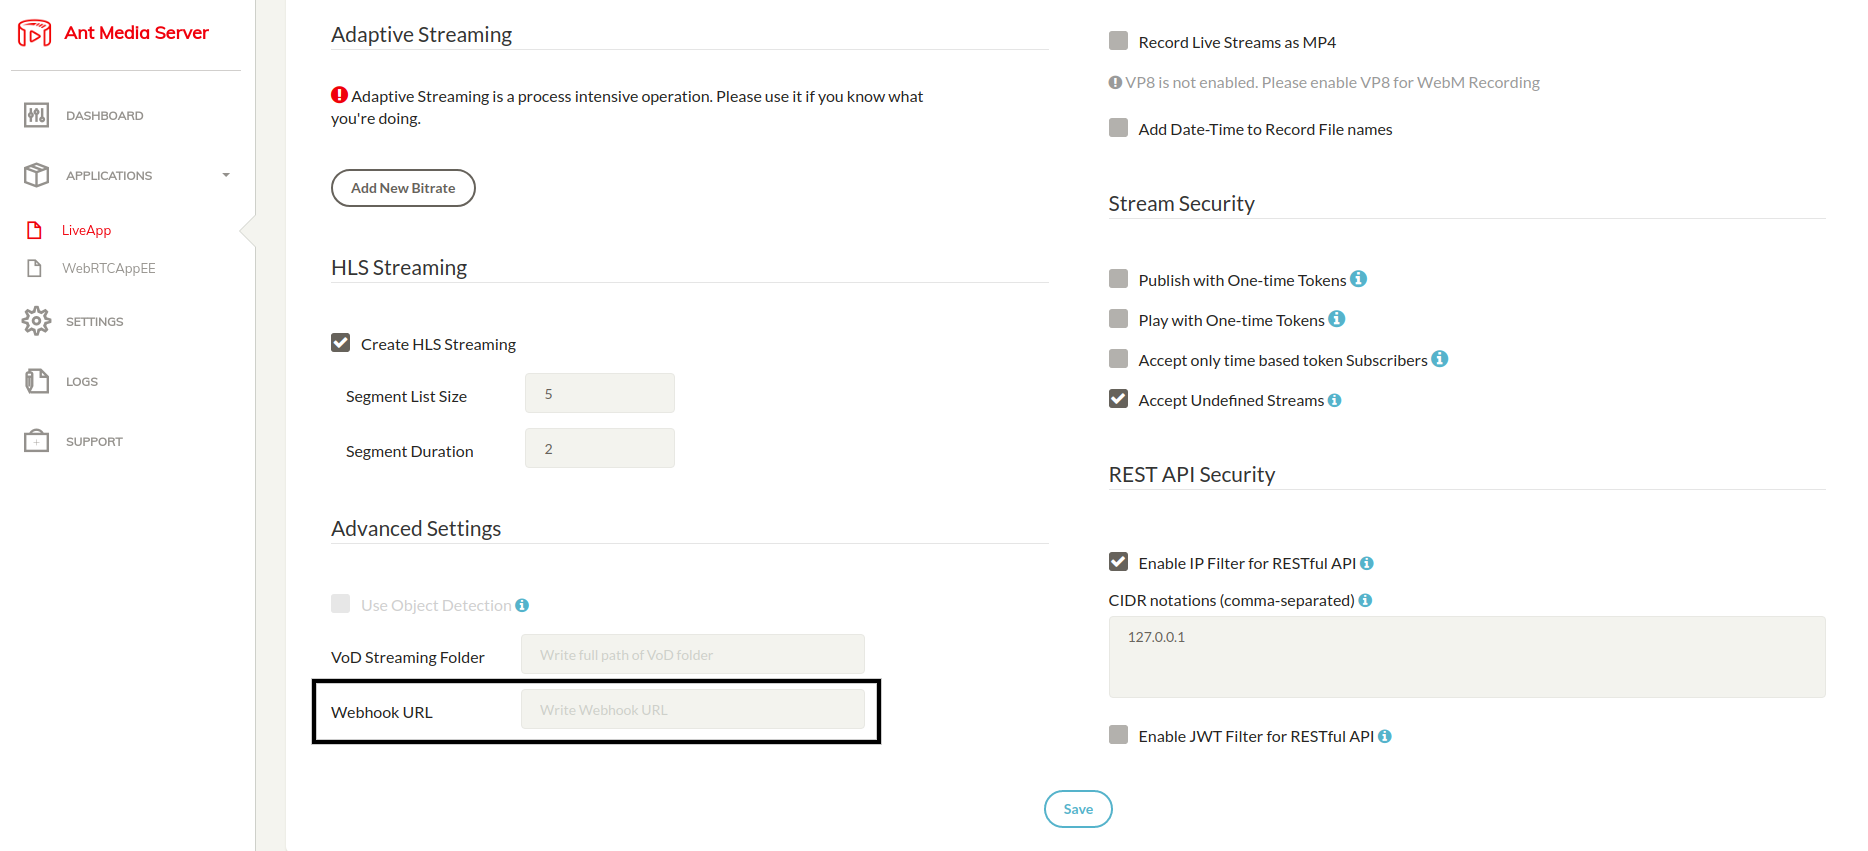 Ant Media Server
DASHBOARD
APPLICATIONS
LiveApp
WebRTCAppEE
SETTINGS
LOGS
SUPPORT
Adaptive Streaming
Adaptive Streaming is a process intensive operation. Please use it if you know what
you're doing.
Add New Bitrate
HLS Streaming
Create HLS Streaming
Segment List Size 5
Segment Duration 2
Advanced Settings
Use Object Detection
VoD Streaming Folder Write full path of VoD folder
Webhook URL Write Webhook URL
Record Live Streams as MP4
VP8 is not enabled. Please enable VP8 for WebM Recording
Add Date-Time to Record File names
Stream Security
Publish with One-time Tokens
Play with One-time Tokens
Accept only time based token Subscribers
Accept Undefined Streams
REST API Security
Enable IP Filter for RESTful API
CIDR notations (comma-separated)
127.0.0.1
Enable JWT Filter for RESTful API
Save